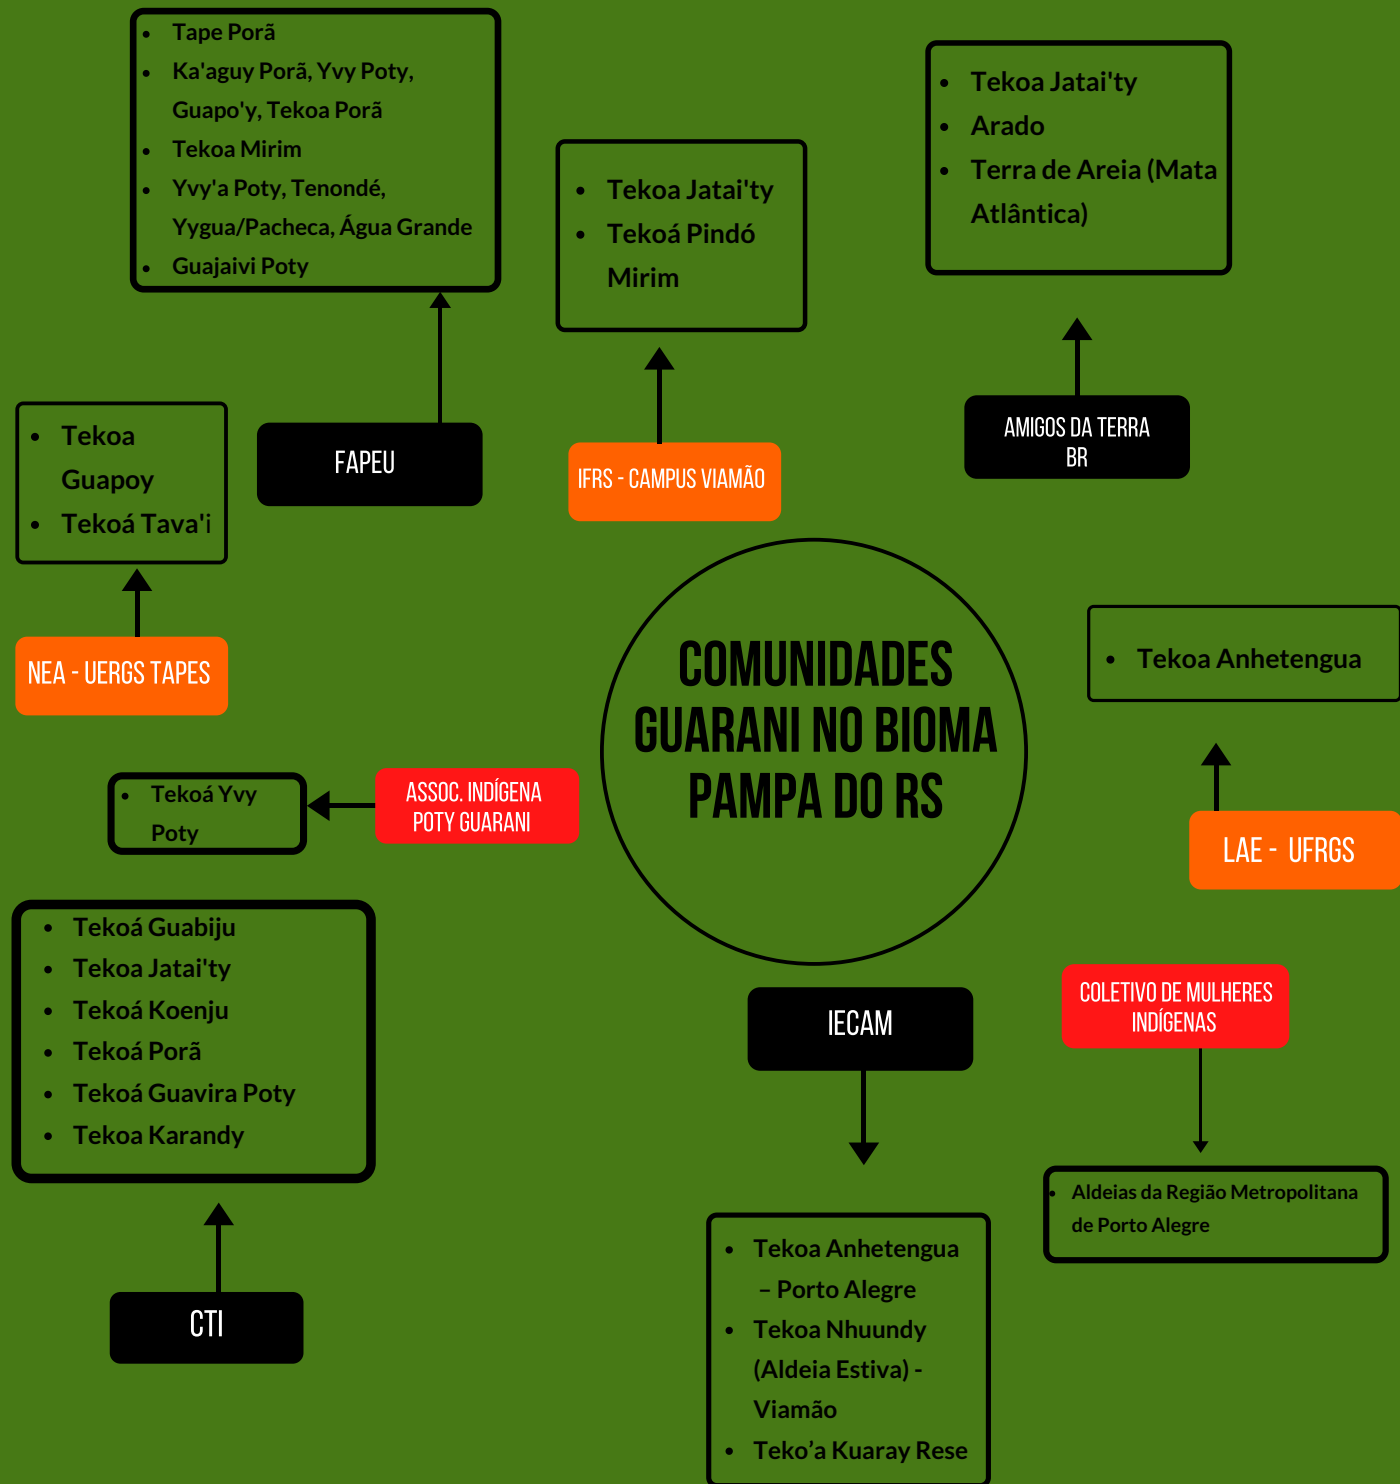 • Tape Porã
• Ka'aguy Porã, Yvy Poty,
Guapo'y, Tekoa Porã
• Tekoa Mirim
• Yvy'a Poty, Tenondé,
Yygua/Pacheca, Água Grande
• Guajaivi Poty
• Tekoa Jatai'ty
• Tekoá Pindó
Mirim
• Tekoa Jatai'ty
• Arado
• Terra de Areia (Mata
Atlântica)
• Tekoa
Guapoy
• Tekoá Tava'i
FAPEU
IFRS - CAMPUS VIAMÃO
AMIGOS DA TERRA
BR
NEA - UERGS TAPES
COMUNIDADES
GUARANI NO BIOMA
PAMPA DO RS
• Tekoa Anhetengua
• Tekoá Yvy
Poty
ASSOC. INDÍGENA
POTY GUARANI
LAE - UFRGS
• Tekoá Guabiju
• Tekoa Jatai'ty
• Tekoá Koenju
• Tekoá Porã
• Tekoá Guavira Poty
• Tekoa Karandy
IECAM
COLETIVO DE MULHERES
INDÍGENAS
CTI
• Tekoa Anhetengua
– Porto Alegre
• Tekoa Nhuundy
(Aldeia Estiva) -
Viamão
• Teko’a Kuaray Rese
• Aldeias da Região Metropolitana
de Porto Alegre